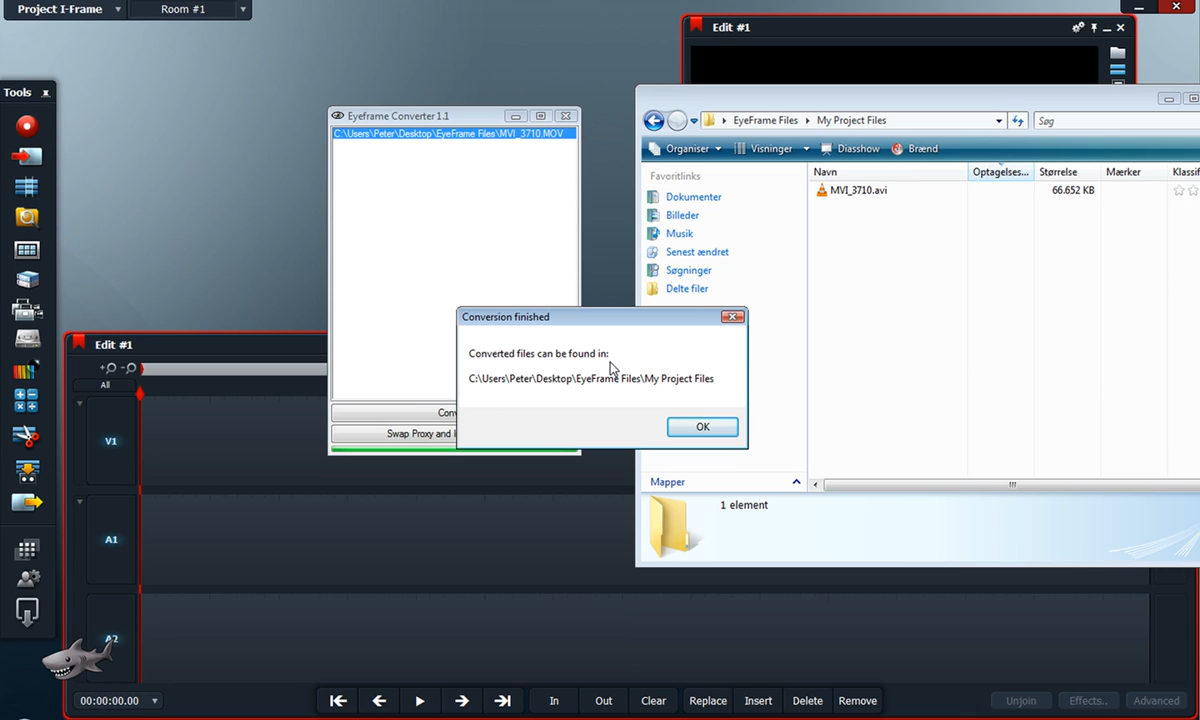 Project I-Frame
Room #1
Edit #1
Tools
Eyeframe Converter 1.1
C:\Users\Peter\Desktop\EyeFrame Files\MVI_3710.MOV
EyeFrame Files
My Project Files
Søg
Organiser
Visninger
Diasshow
Brænd
Favoritlinks
Dokumenter
Billeder
Musik
Senest ændret
Søgninger
Delte filer
Navn
Optagelses...
Størrelse
Mærker
Klassif
MVI_3710.avi
66.652 KB
Conversion finished
Converted files can be found in:
C:\Users\Peter\Desktop\EyeFrame Files\My Project Files
OK
Conv
Swap Proxy and
Mapper
1 element
Edit #1
All
V1
A1
A2
00:00:00.00
In
Out
Clear
Replace
Insert
Delete
Remove
Unjoin
Effects..
Advanced